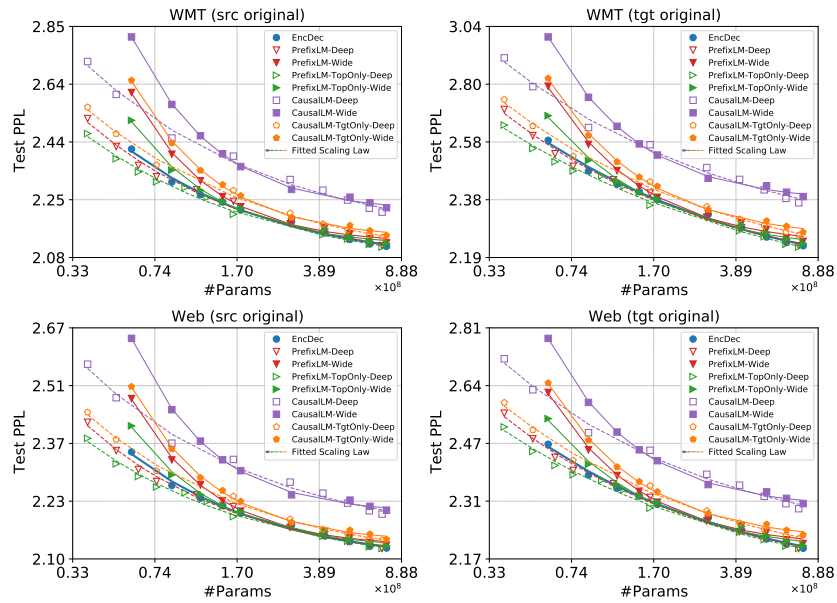 WMT (src original)
2.85
2.64
2.44
2.25
2.08
Test PPL
0.33
0.74
1.70
3.89
8.88
#Params
×10⁸
EncDec
PrefixLM-Deep
PrefixLM-Wide
PrefixLM-TopOnly-Deep
PrefixLM-TopOnly-Wide
CausalLM-Deep
CausalLM-Wide
CausalLM-TgtOnly-Deep
CausalLM-TgtOnly-Wide
Fitted Scaling Law
WMT (tgt original)
3.04
2.80
2.58
2.38
2.19
Test PPL
0.33
0.74
1.70
3.89
8.88
#Params
×10⁸
EncDec
PrefixLM-Deep
PrefixLM-Wide
PrefixLM-TopOnly-Deep
PrefixLM-TopOnly-Wide
CausalLM-Deep
CausalLM-Wide
CausalLM-TgtOnly-Deep
CausalLM-TgtOnly-Wide
Fitted Scaling Law
Web (src original)
2.67
2.51
2.37
2.23
2.10
Test PPL
0.33
0.74
1.70
3.89
8.88
#Params
×10⁸
EncDec
PrefixLM-Deep
PrefixLM-Wide
PrefixLM-TopOnly-Deep
PrefixLM-TopOnly-Wide
CausalLM-Deep
CausalLM-Wide
CausalLM-TgtOnly-Deep
CausalLM-TgtOnly-Wide
Fitted Scaling Law
Web (tgt original)
2.81
2.64
2.47
2.31
2.17
Test PPL
0.33
0.74
1.70
3.89
8.88
#Params
×10⁸
EncDec
PrefixLM-Deep
PrefixLM-Wide
PrefixLM-TopOnly-Deep
PrefixLM-TopOnly-Wide
CausalLM-Deep
CausalLM-Wide
CausalLM-TgtOnly-Deep
CausalLM-TgtOnly-Wide
Fitted Scaling Law